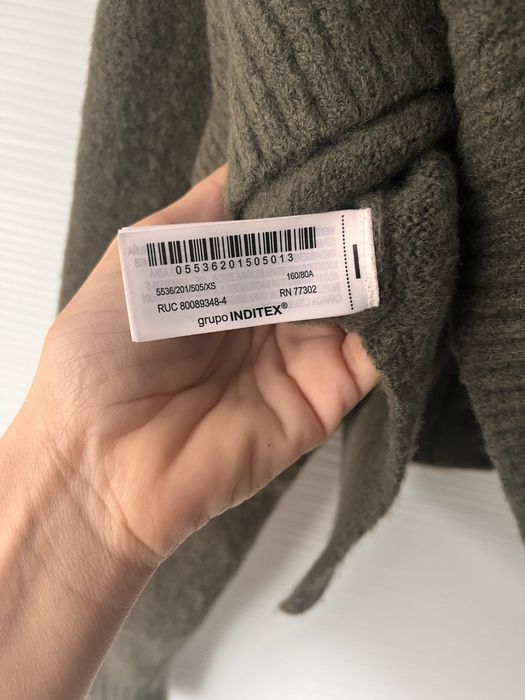 05536201505013
5536/201/505/XS 160/80A
RUC 80089348-4 RN 77302
grupo INDITEX®